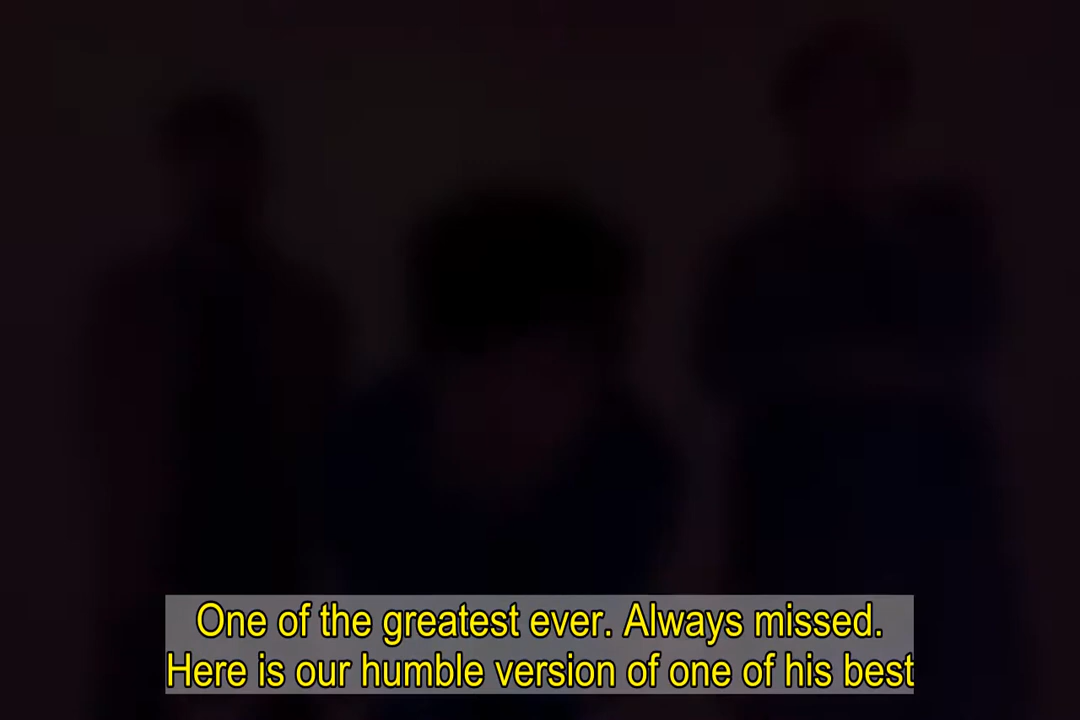 One of the greatest ever. Always missed.
Here is our humble version of one of his best